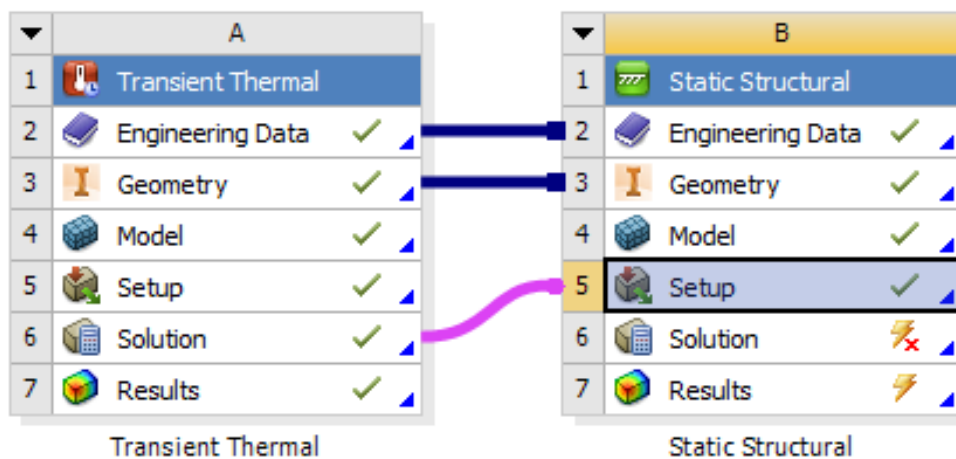 A
1 Transient Thermal
2 Engineering Data
3 Geometry
4 Model
5 Setup
6 Solution
7 Results
Transient Thermal
B
1 Static Structural
2 Engineering Data
3 Geometry
4 Model
5 Setup
6 Solution
7 Results
Static Structural